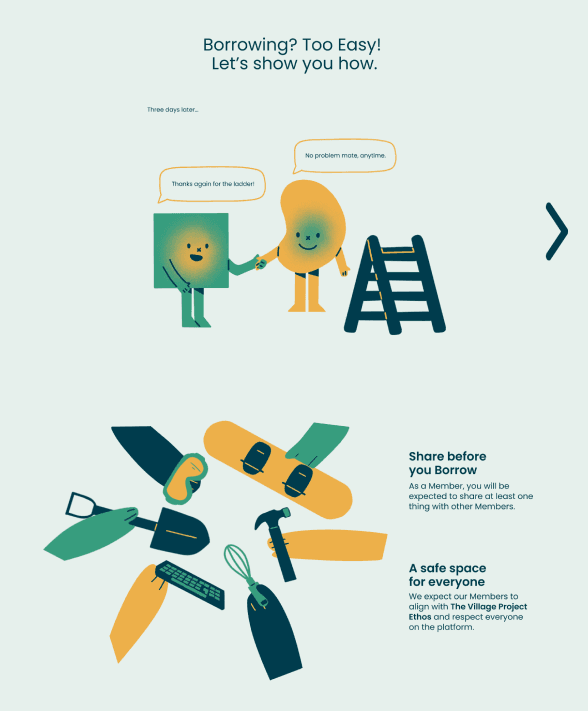 Borrowing? Too Easy!
Let's show you how.
Three days later...
No problem mate, anytime.
Thanks again for the ladder!
Share before
you Borrow
As a Member, you will be
expected to share at least one
thing with other Members.
A safe space
for everyone
We expect our Members to
align with The Village Project
Ethos and respect everyone
on the platform.